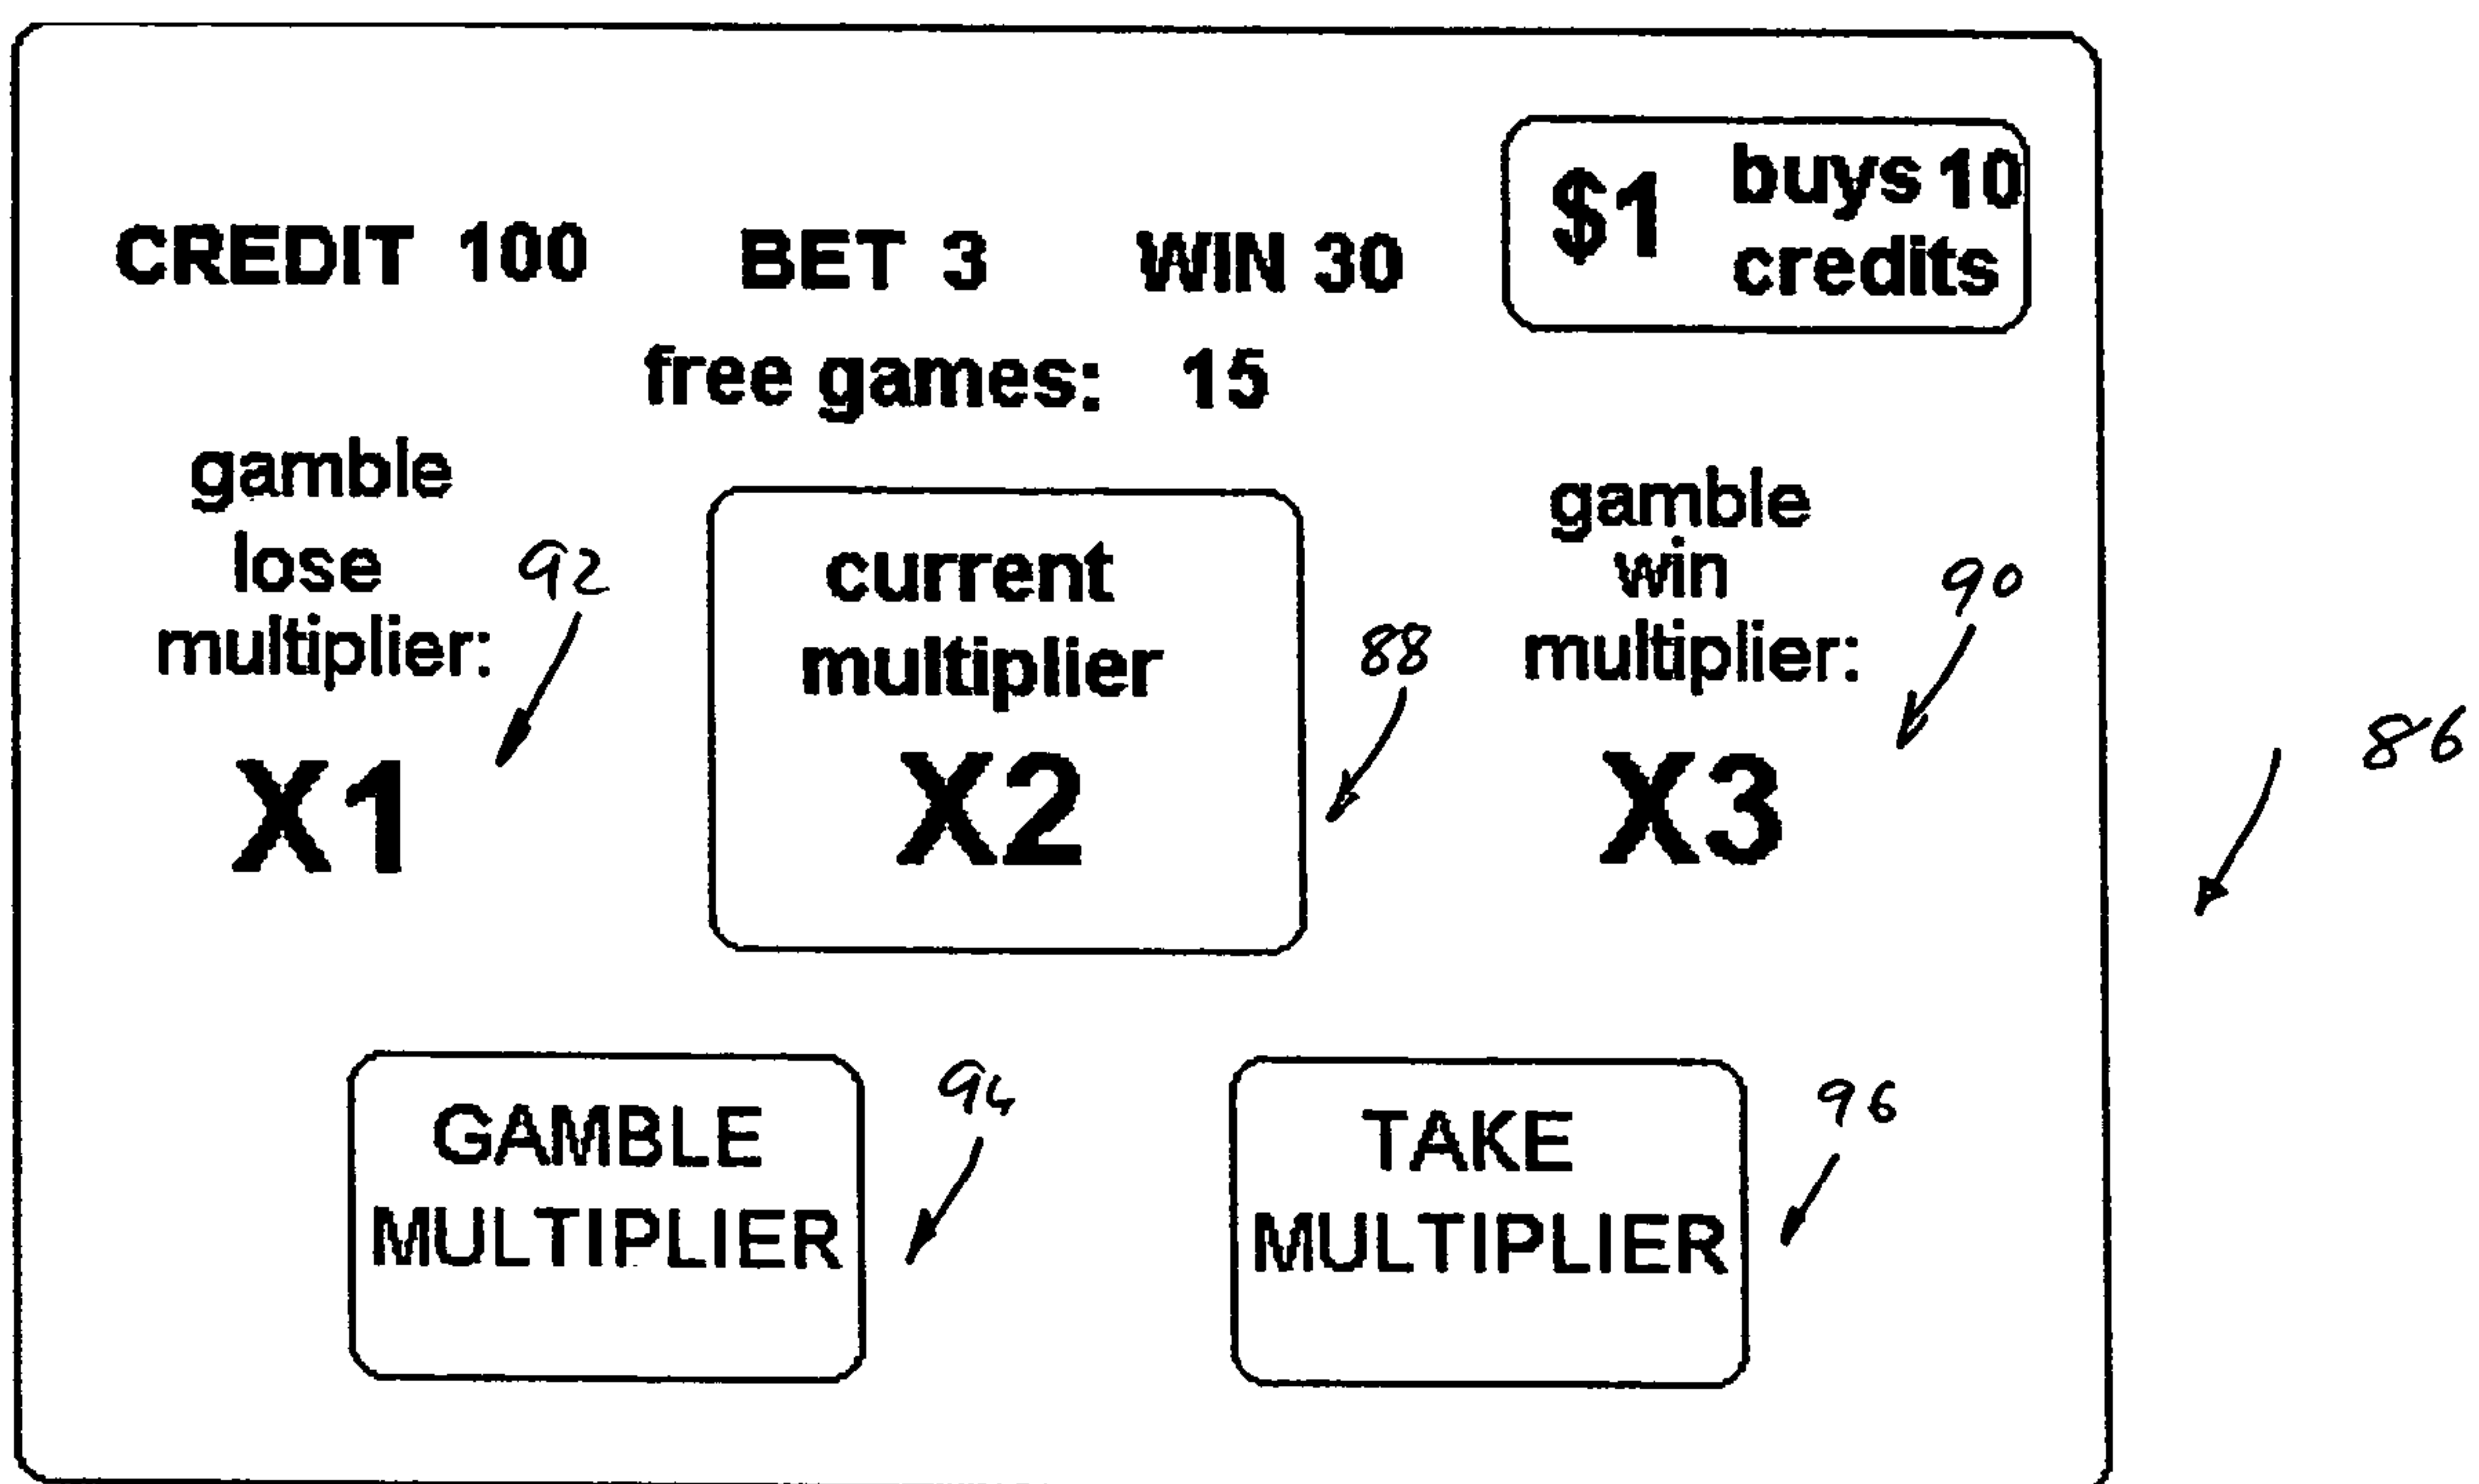 $1 buys 10
credits
CREDIT 100 BET 3 WIN 30
free games: 15
gamble
lose
multiplier:
X1
92
current
multiplier
X2
88
gamble
win
multiplier:
X3
90
86
GAMBLE
MULTIPLIER
94
TAKE
MULTIPLIER
96